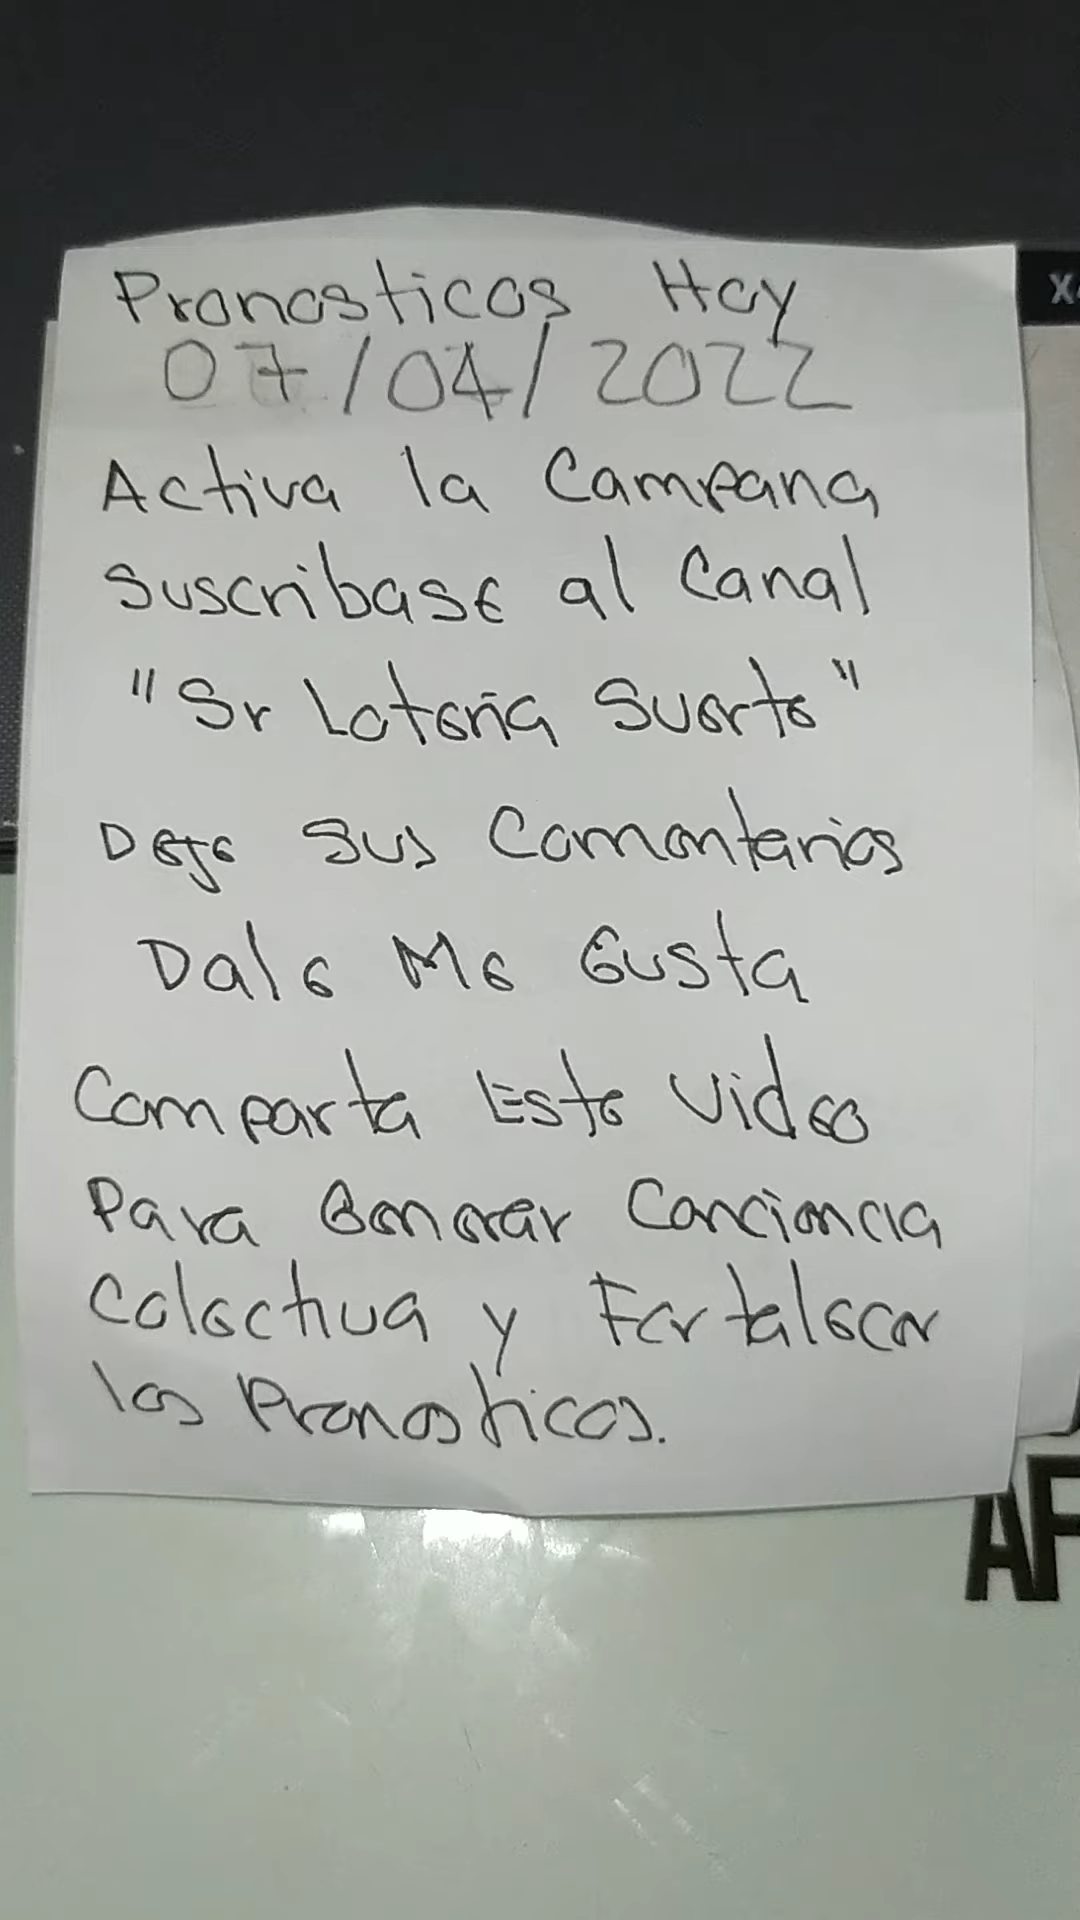 Pronosticos Hoy
07/04/2022
Activa la Campana
Suscribase al Canal
"Sr Loteria Suerte"
Deje sus Comentarios
Dale Me Gusta
Comparta Este Video
Para Generar Conciencia
Colectiva y Fortalecer
los Pronosticos.
AF